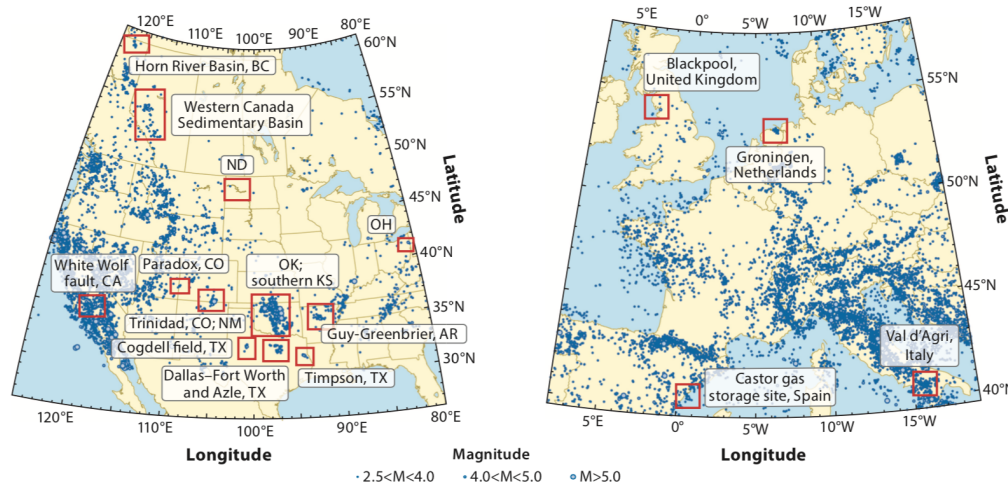 120°E
110°E
100°E
90°E
80°E
60°N
55°N
50°N
45°N
40°N
35°N
30°N
Latitude
Horn River Basin, BC
Western Canada
Sedimentary Basin
ND
OH
White Wolf
fault, CA
Paradox, CO
OK;
southern KS
Trinidad, CO; NM
Guy-Greenbrier, AR
Cogdell field, TX
Dallas–Fort Worth
and Azle, TX
Timpson, TX
120°E
110°E
100°E
90°E
80°E
Longitude
5°E
0°
5°W
10°W
15°W
55°N
50°N
45°N
40°N
Latitude
Blackpool,
United Kingdom
Groningen,
Netherlands
Val d'Agri,
Italy
Castor gas
storage site, Spain
5°E
0°
5°W
10°W
15°W
Longitude
Magnitude
2.5<M<4.0
4.0<M<5.0
M>5.0